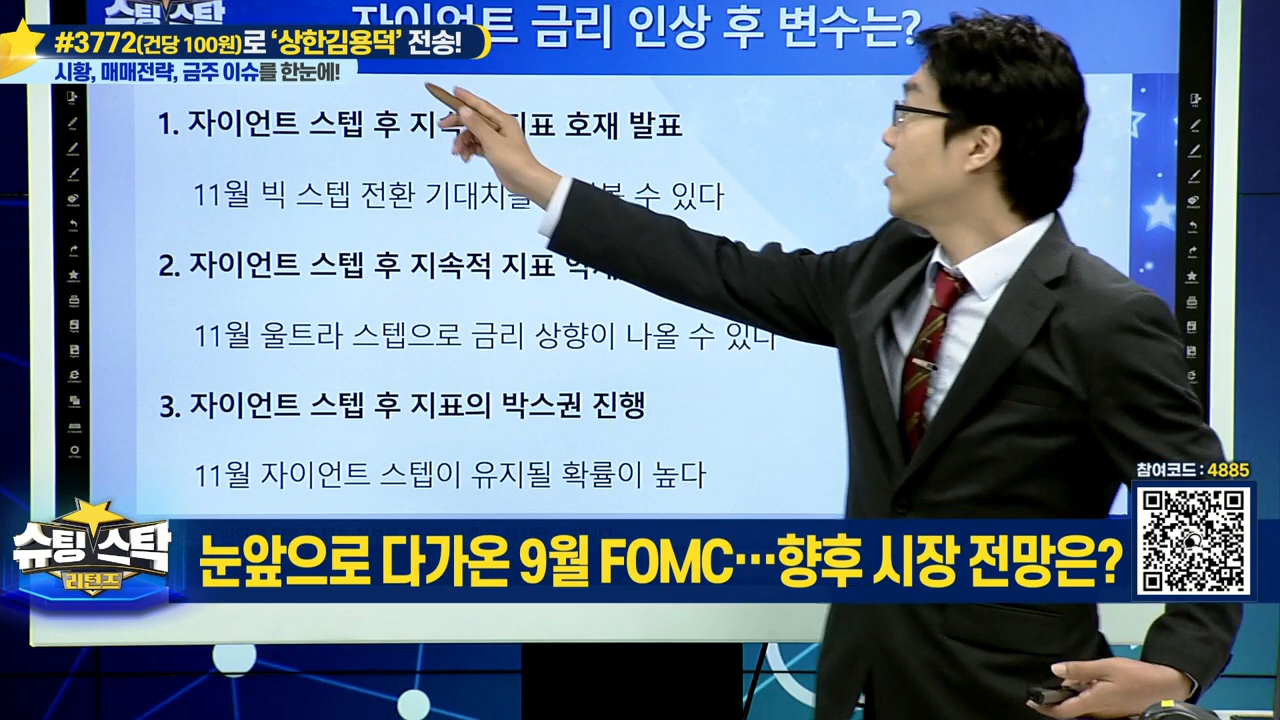 #3772(건당 100원)로 ‘상한김용덕’ 전송!
시황, 매매전략, 금주 이슈를 한눈에!
자이언트 금리 인상 후 변수는?
1. 자이언트 스텝 후 지 지표 호재 발표
11월 빅 스텝 전환 기대치를 수 있다
2. 자이언트 스텝 후 지속적 지표
11월 울트라 스텝으로 금리 상향이 나올 수 있다
3. 자이언트 스텝 후 지표의 박스권 진행
11월 자이언트 스텝이 유지될 확률이 높다
참여코드 : 4885
슈팅스탁
리턴즈
눈앞으로 다가온 9월 FOMC…향후 시장 전망은?